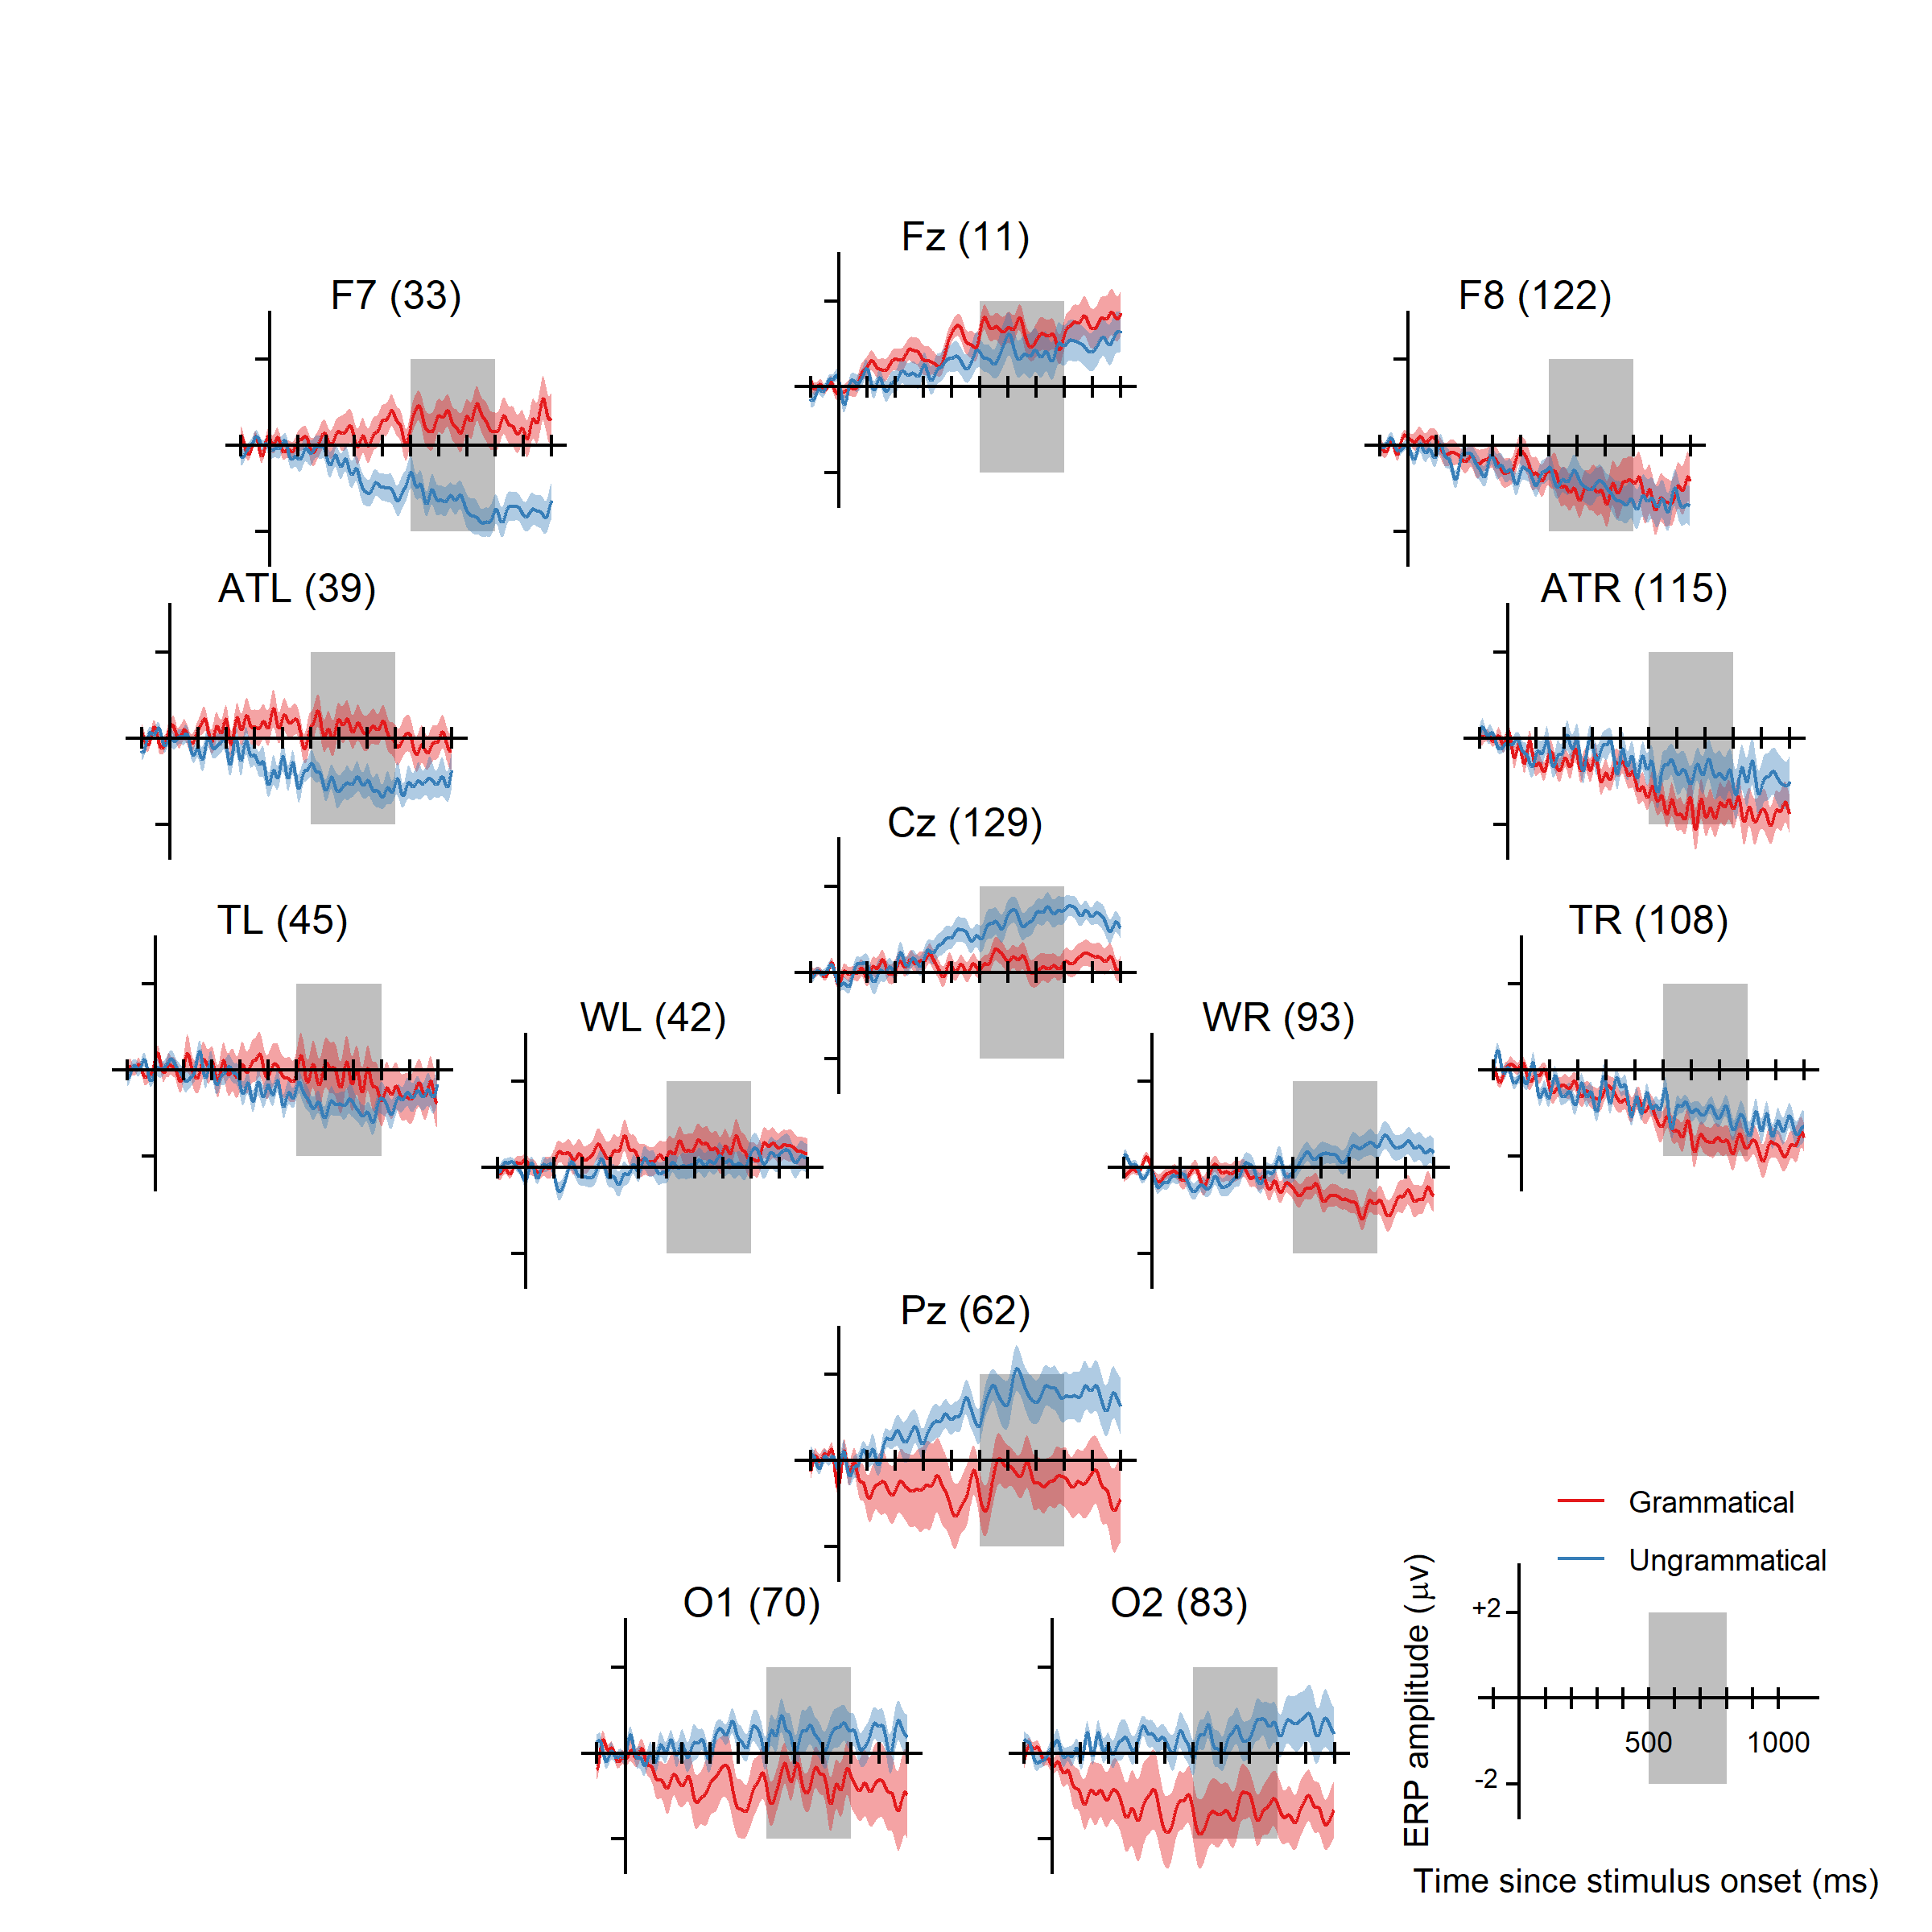 Fz (11)
F7 (33)
F8 (122)
ATL (39)
ATR (115)
Cz (129)
TL (45)
TR (108)
WL (42)
WR (93)
Pz (62)
O1 (70)
O2 (83)
Grammatical
Ungrammatical
ERP amplitude (μv)
+2
-2
500
1000
Time since stimulus onset (ms)